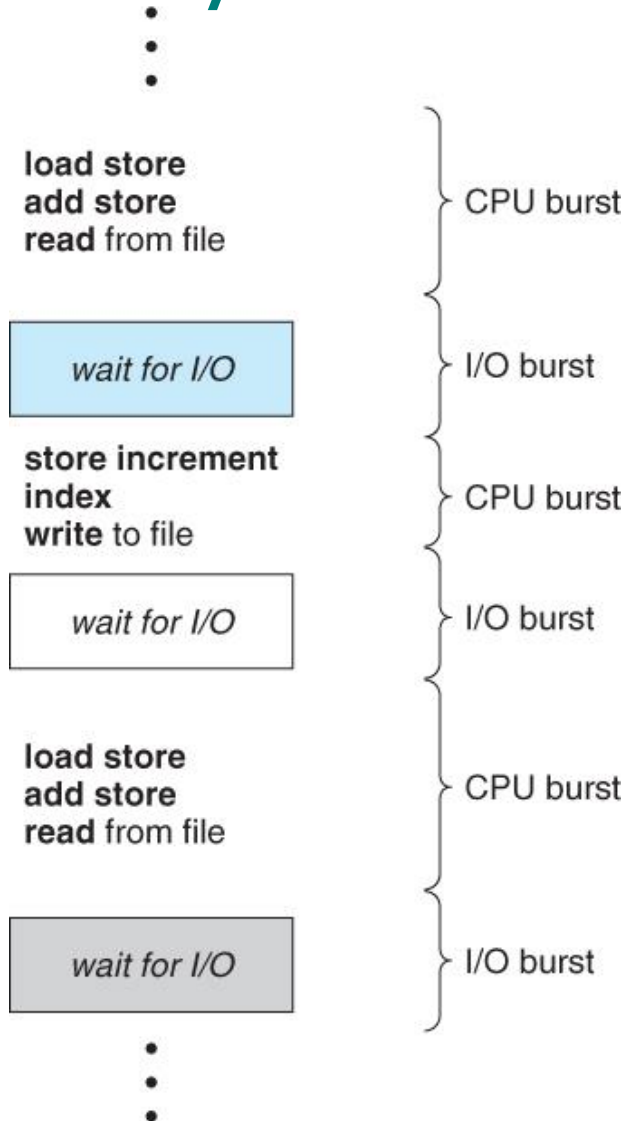 load store
add store
read from file
CPU burst
wait for I/O
I/O burst
store increment
index
write to file
CPU burst
wait for I/O
I/O burst
load store
add store
read from file
CPU burst
wait for I/O
I/O burst